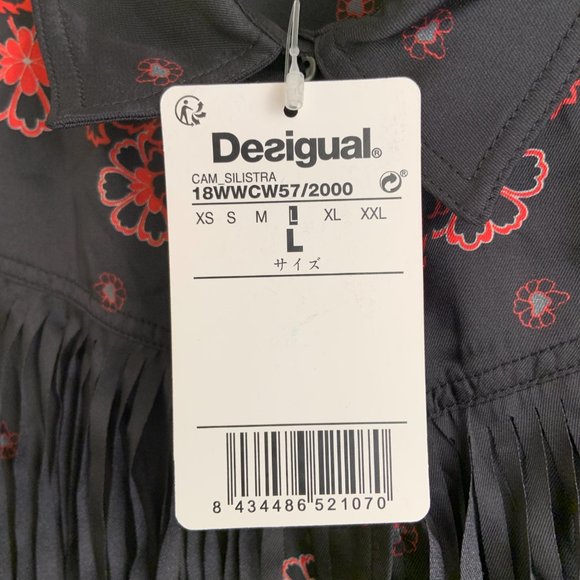 Desigual®
CAM_SILISTRA
18WWCW57/2000
XS S M L XL XXL
L
サイズ
8 434486 521070